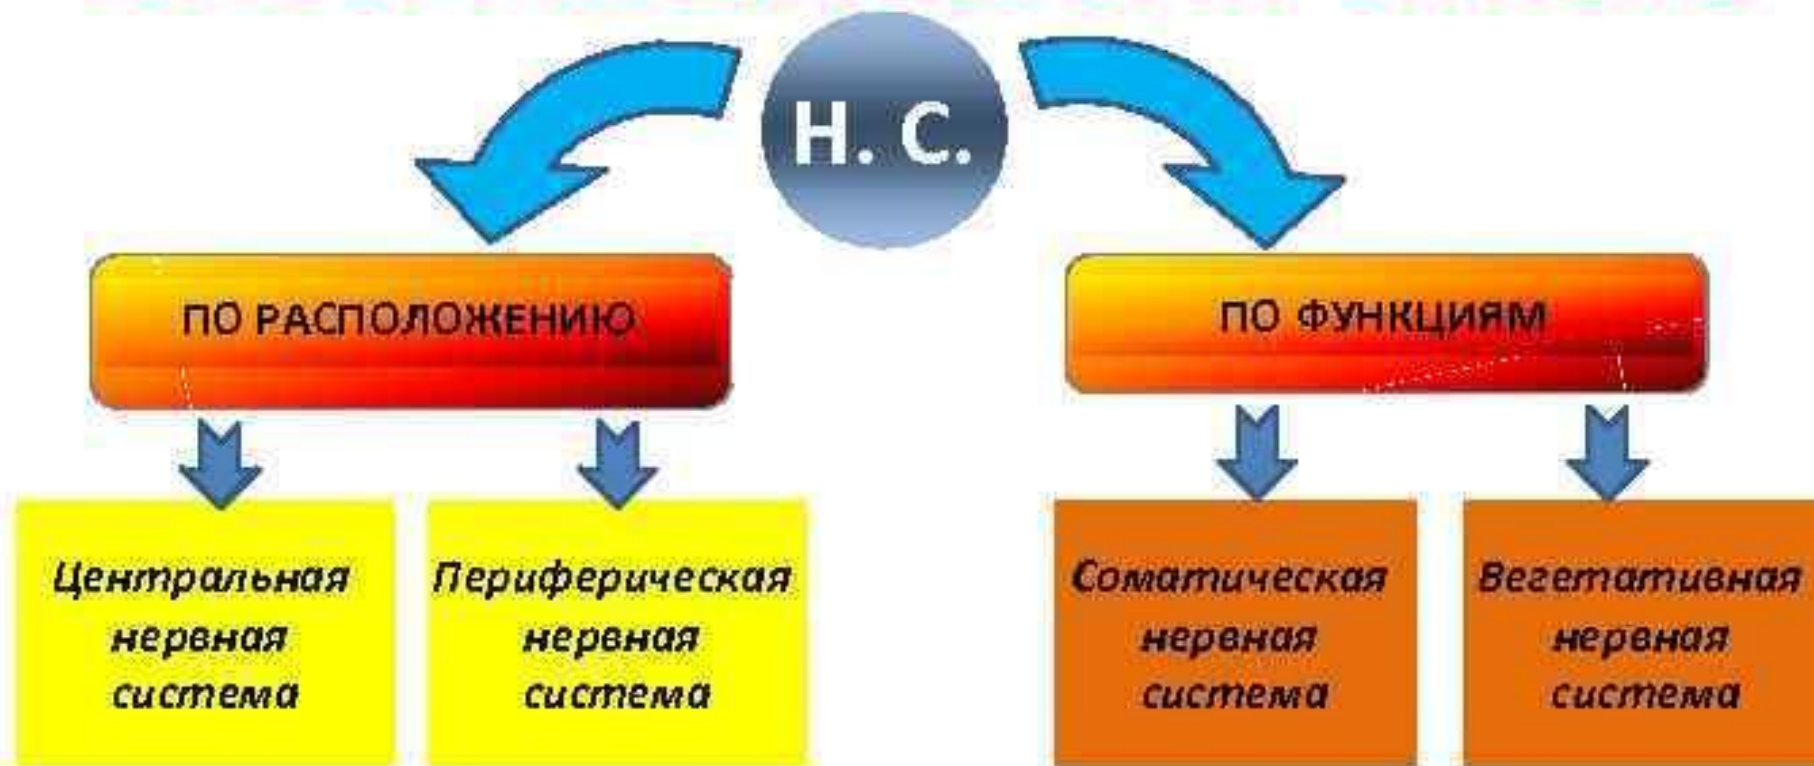 Н. С.
ПО РАСПОЛОЖЕНИЮ
ПО ФУНКЦИЯМ
Центральная
нервная
система
Периферическая
нервная
система
Соматическая
нервная
система
Вегетативная
нервная
система